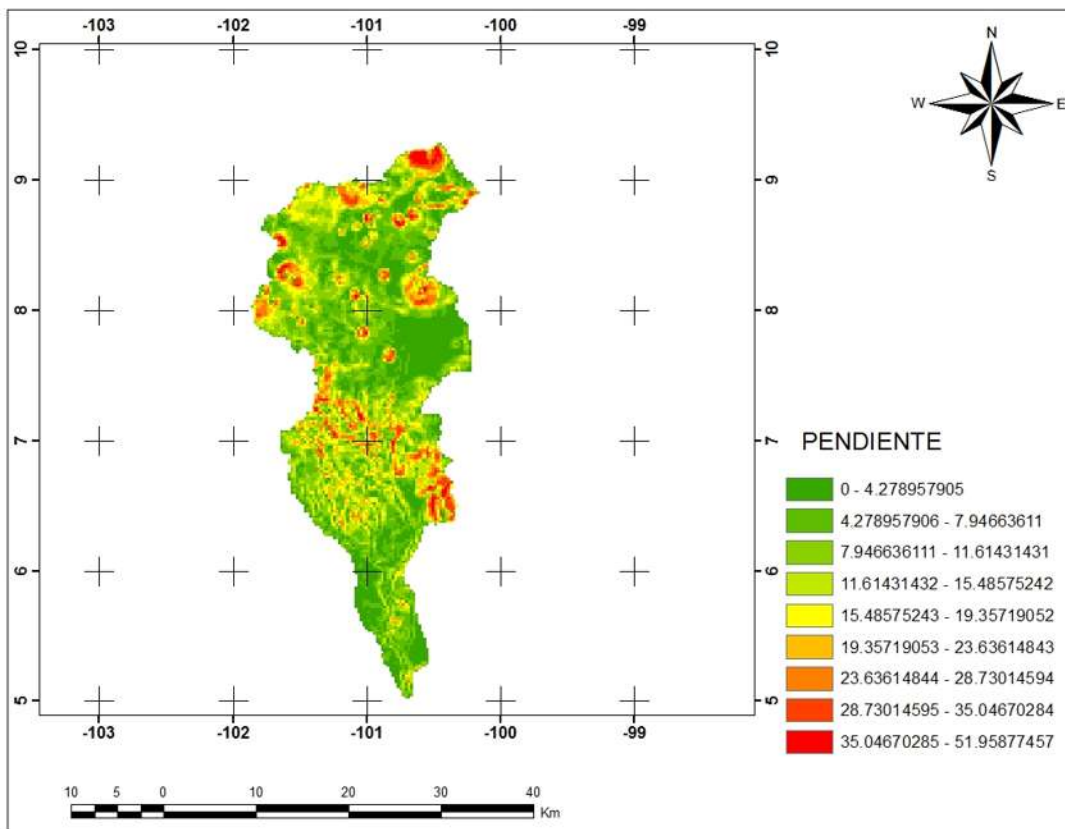 -103 -102 -101 -100 -99
10
9
8
7
6
5
10
9
8
7
6
5
-103 -102 -101 -100 -99
N
W
E
S
PENDIENTE
0 - 4.278957905
4.278957906 - 7.94663611
7.946636111 - 11.61431431
11.61431432 - 15.48575242
15.48575243 - 19.35719052
19.35719053 - 23.63614843
23.63614844 - 28.73014594
28.73014595 - 35.04670284
35.04670285 - 51.95877457
10 5 0 10 20 30 40
Km